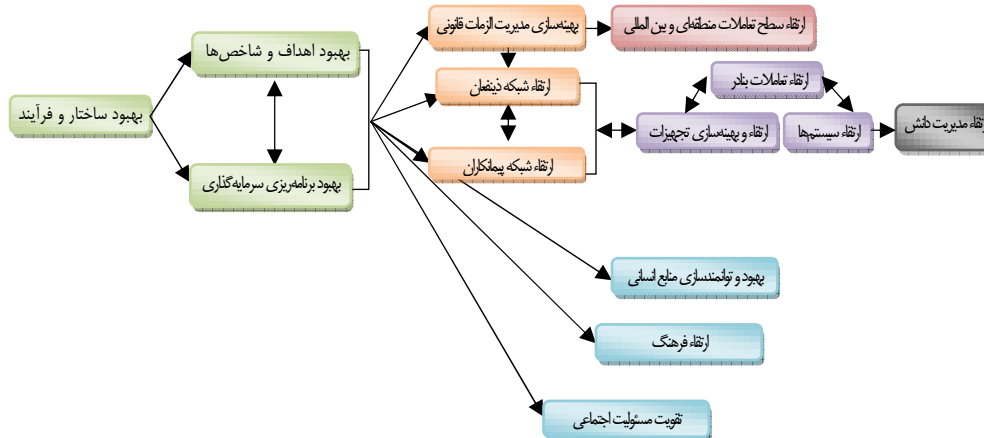 بهبود ساختار و فرآیند
بهبود اهداف و شاخص‌ها
بهبود برنامه‌ریزی سرمایه‌گذاری
بهینه‌سازی مدیریت الزمات قانونی
ارتقاء سطح تعاملات منطقه‌ای و بین المللی
ارتقاء شبکه ذینفعان
ارتقاء شبکه پیمانکاران
ارتقاء تعاملات بنادر
ارتقاء و بهینه‌سازی تجهیزات
ارتقاء سیستم‌ها
رتقاء مدیریت دانش
بهبود و توانمندسازی منابع انسانی
ارتقاء فرهنگ
تقویت مسئولیت اجتماعی